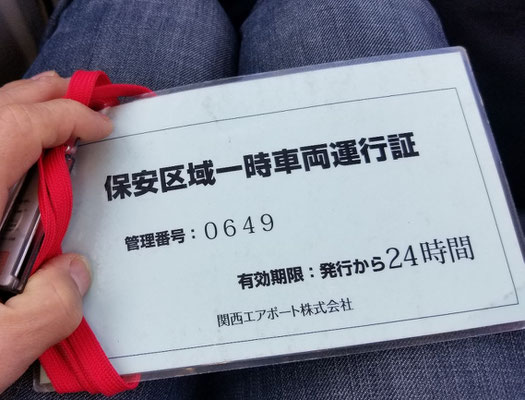 保安区域一時車両運行証
管理番号：０６４９
有効期限：発行から24時間
関西エアポート株式会社